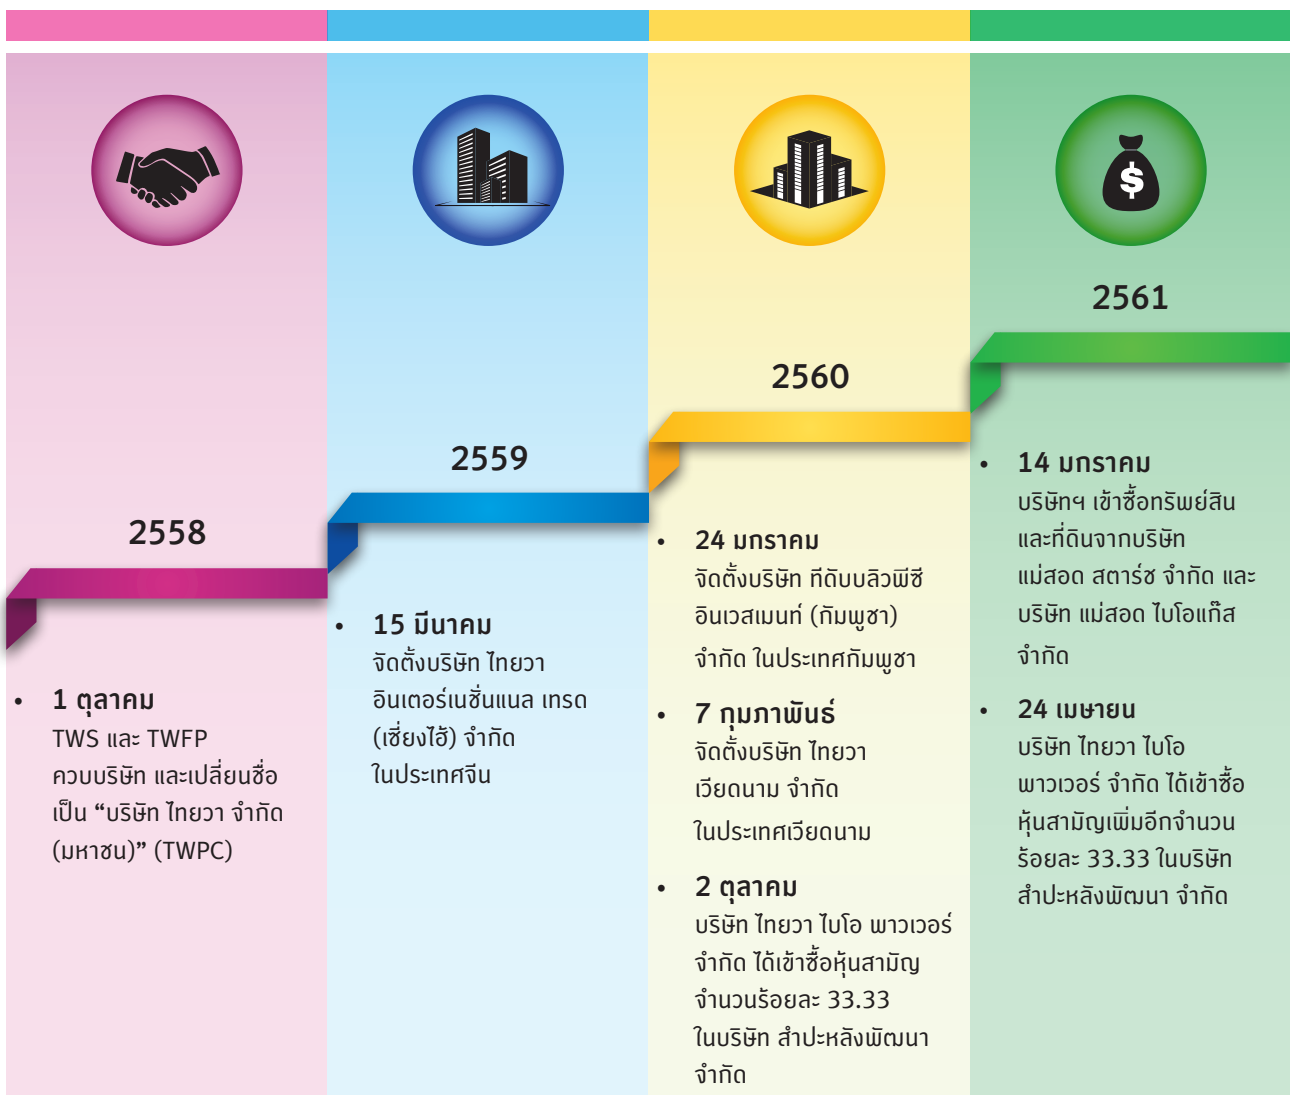 2558
• 1 ตุลาคม
TWS และ TWFP
ควบบริษัท และเปลี่ยนชื่อ
เป็น “บริษัท ไทยวา จำกัด
(มหาชน)” (TWPC)
2559
• 15 มีนาคม
จัดตั้งบริษัท ไทยวา
อินเตอร์เนชั่นแนล เทรด
(เซี่ยงไฮ้) จำกัด
ในประเทศจีน
2560
• 24 มกราคม
จัดตั้งบริษัท ทีดับบลิวพีซี
อินเวสเมนท์ (กัมพูชา)
จำกัด ในประเทศกัมพูชา
• 7 กุมภาพันธ์
จัดตั้งบริษัท ไทยวา
เวียดนาม จำกัด
ในประเทศเวียดนาม
• 2 ตุลาคม
บริษัท ไทยวา ไบโอ พาวเวอร์
จำกัด ได้เข้าซื้อหุ้นสามัญ
จำนวนร้อยละ 33.33
ในบริษัท สำปะหลังพัฒนา
จำกัด
2561
• 14 มกราคม
บริษัทฯ เข้าซื้อทรัพย์สิน
และที่ดินจากบริษัท
แม่สอด สตาร์ช จำกัด และ
บริษัท แม่สอด ไบโอแก๊ส
จำกัด
• 24 เมษายน
บริษัท ไทยวา ไบโอ
พาวเวอร์ จำกัด ได้เข้าซื้อ
หุ้นสามัญเพิ่มอีกจำนวน
ร้อยละ 33.33 ในบริษัท
สำปะหลังพัฒนา จำกัด